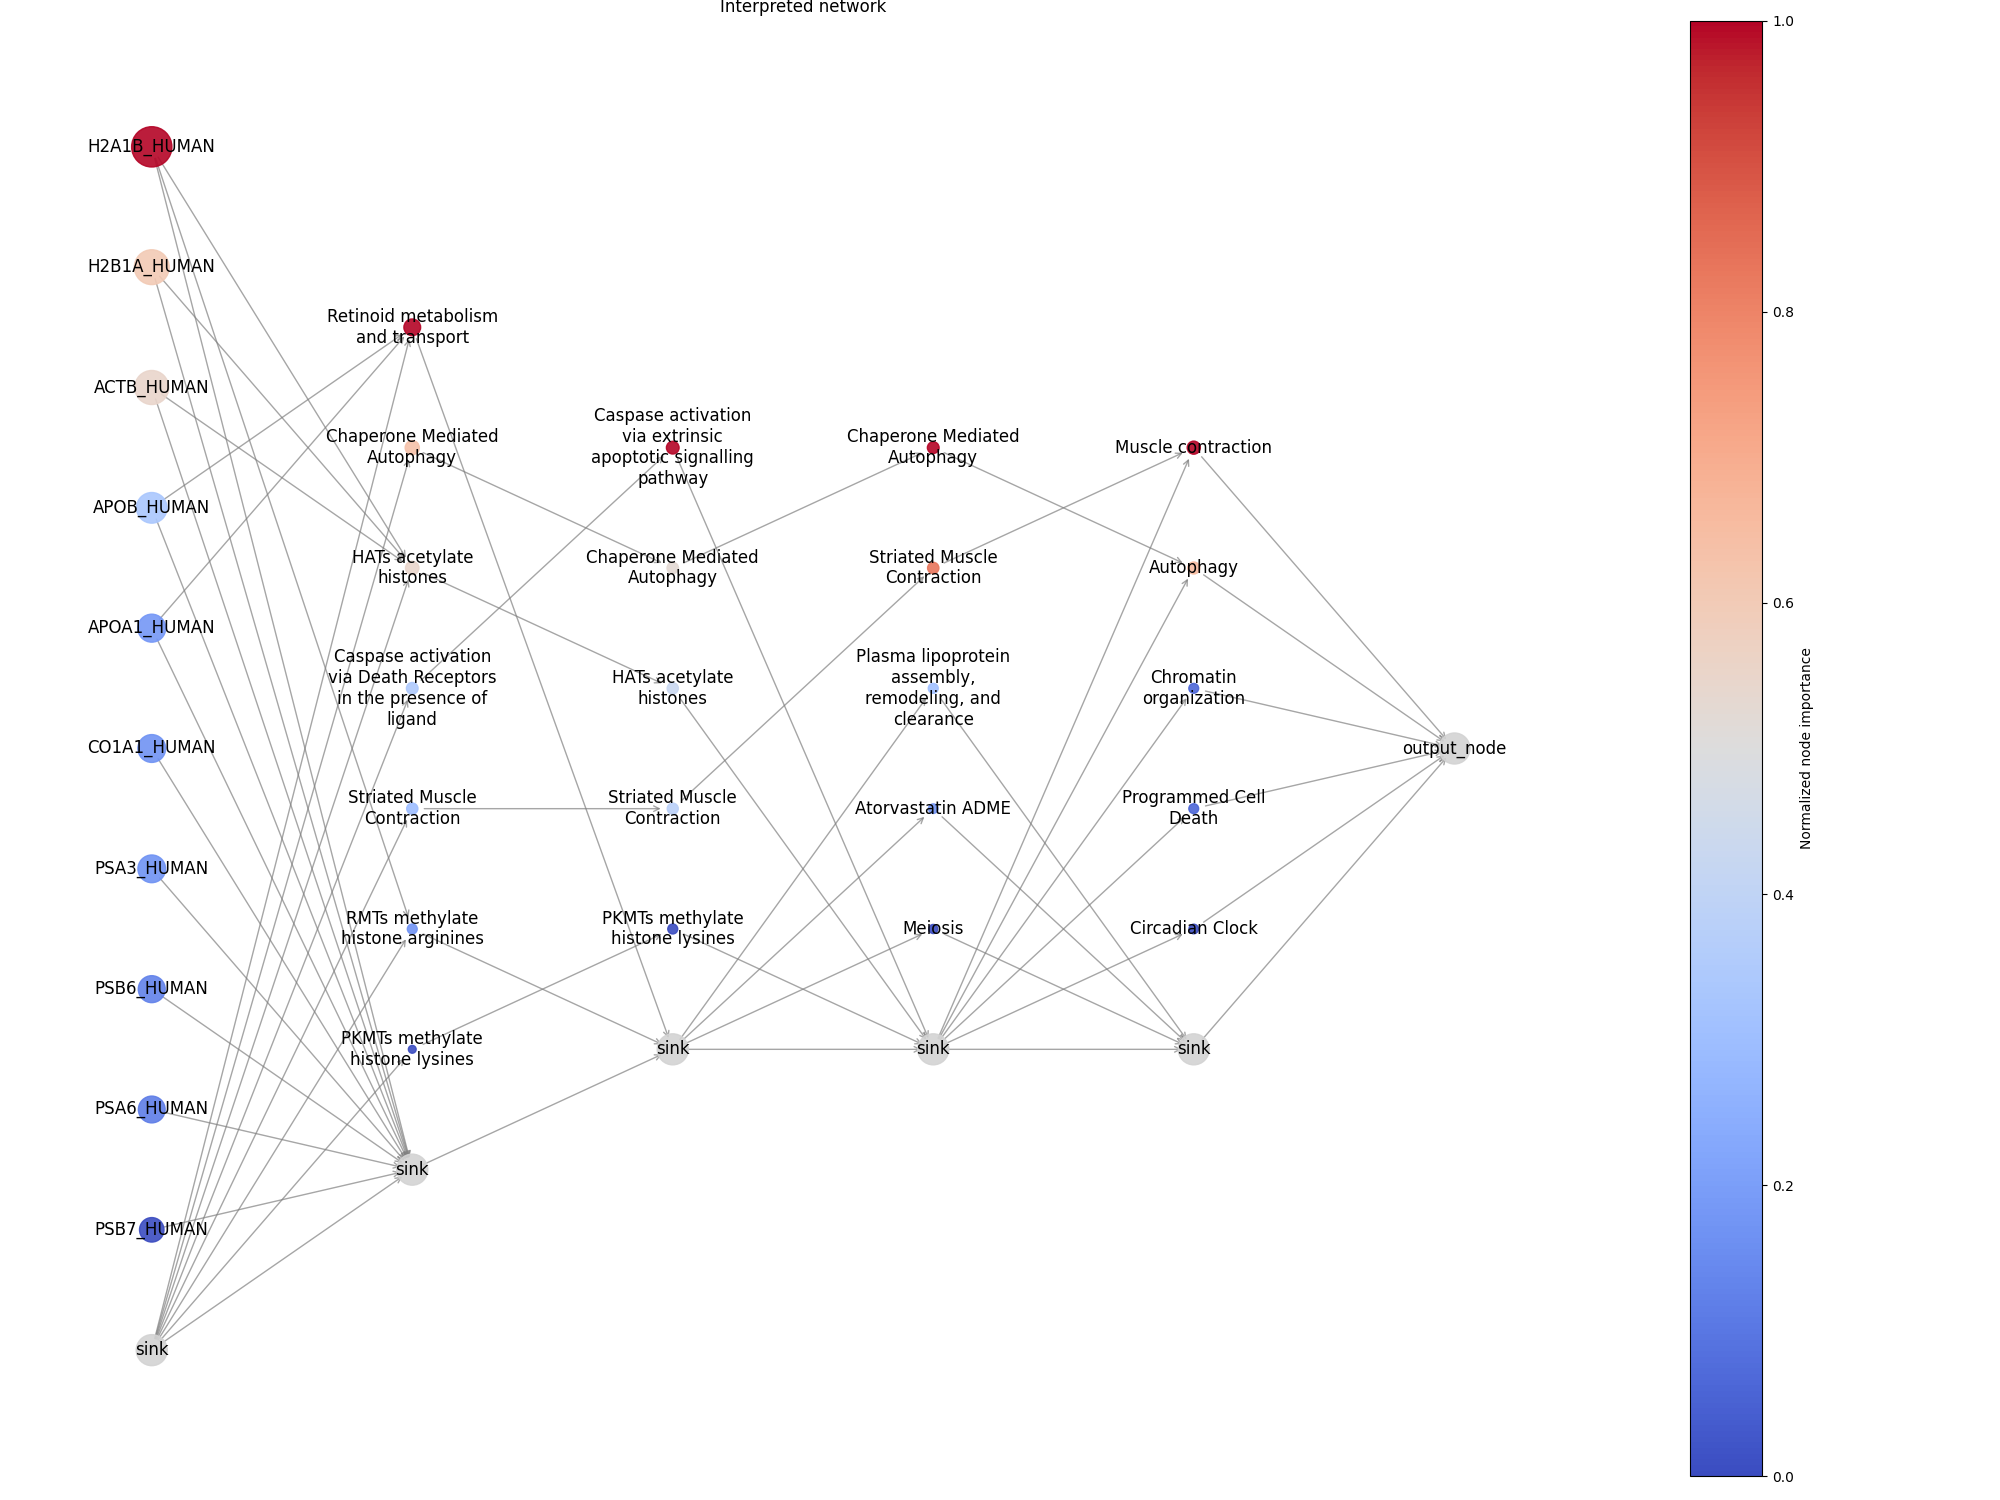 Interpreted network
H2A1B_HUMAN
H2B1A_HUMAN
ACTB_HUMAN
APOB_HUMAN
APOA1_HUMAN
CO1A1_HUMAN
PSA3_HUMAN
PSB6_HUMAN
PSA6_HUMAN
PSB7_HUMAN
sink
Retinoid metabolism
and transport
Chaperone Mediated
Autophagy
HATs acetylate
histones
Caspase activation
via Death Receptors
in the presence of
ligand
Striated Muscle
Contraction
RMTs methylate
histone arginines
PKMTs methylate
histone lysines
sink
Caspase activation
via extrinsic
apoptotic signalling
pathway
Chaperone Mediated
Autophagy
HATs acetylate
histones
Striated Muscle
Contraction
PKMTs methylate
histone lysines
sink
Chaperone Mediated
Autophagy
Striated Muscle
Contraction
Plasma lipoprotein
assembly,
remodeling, and
clearance
Atorvastatin ADME
Meiosis
sink
Muscle contraction
Autophagy
Chromatin
organization
Programmed Cell
Death
Circadian Clock
sink
output_node
1.0
0.8
0.6
0.4
0.2
0.0
Normalized node importance